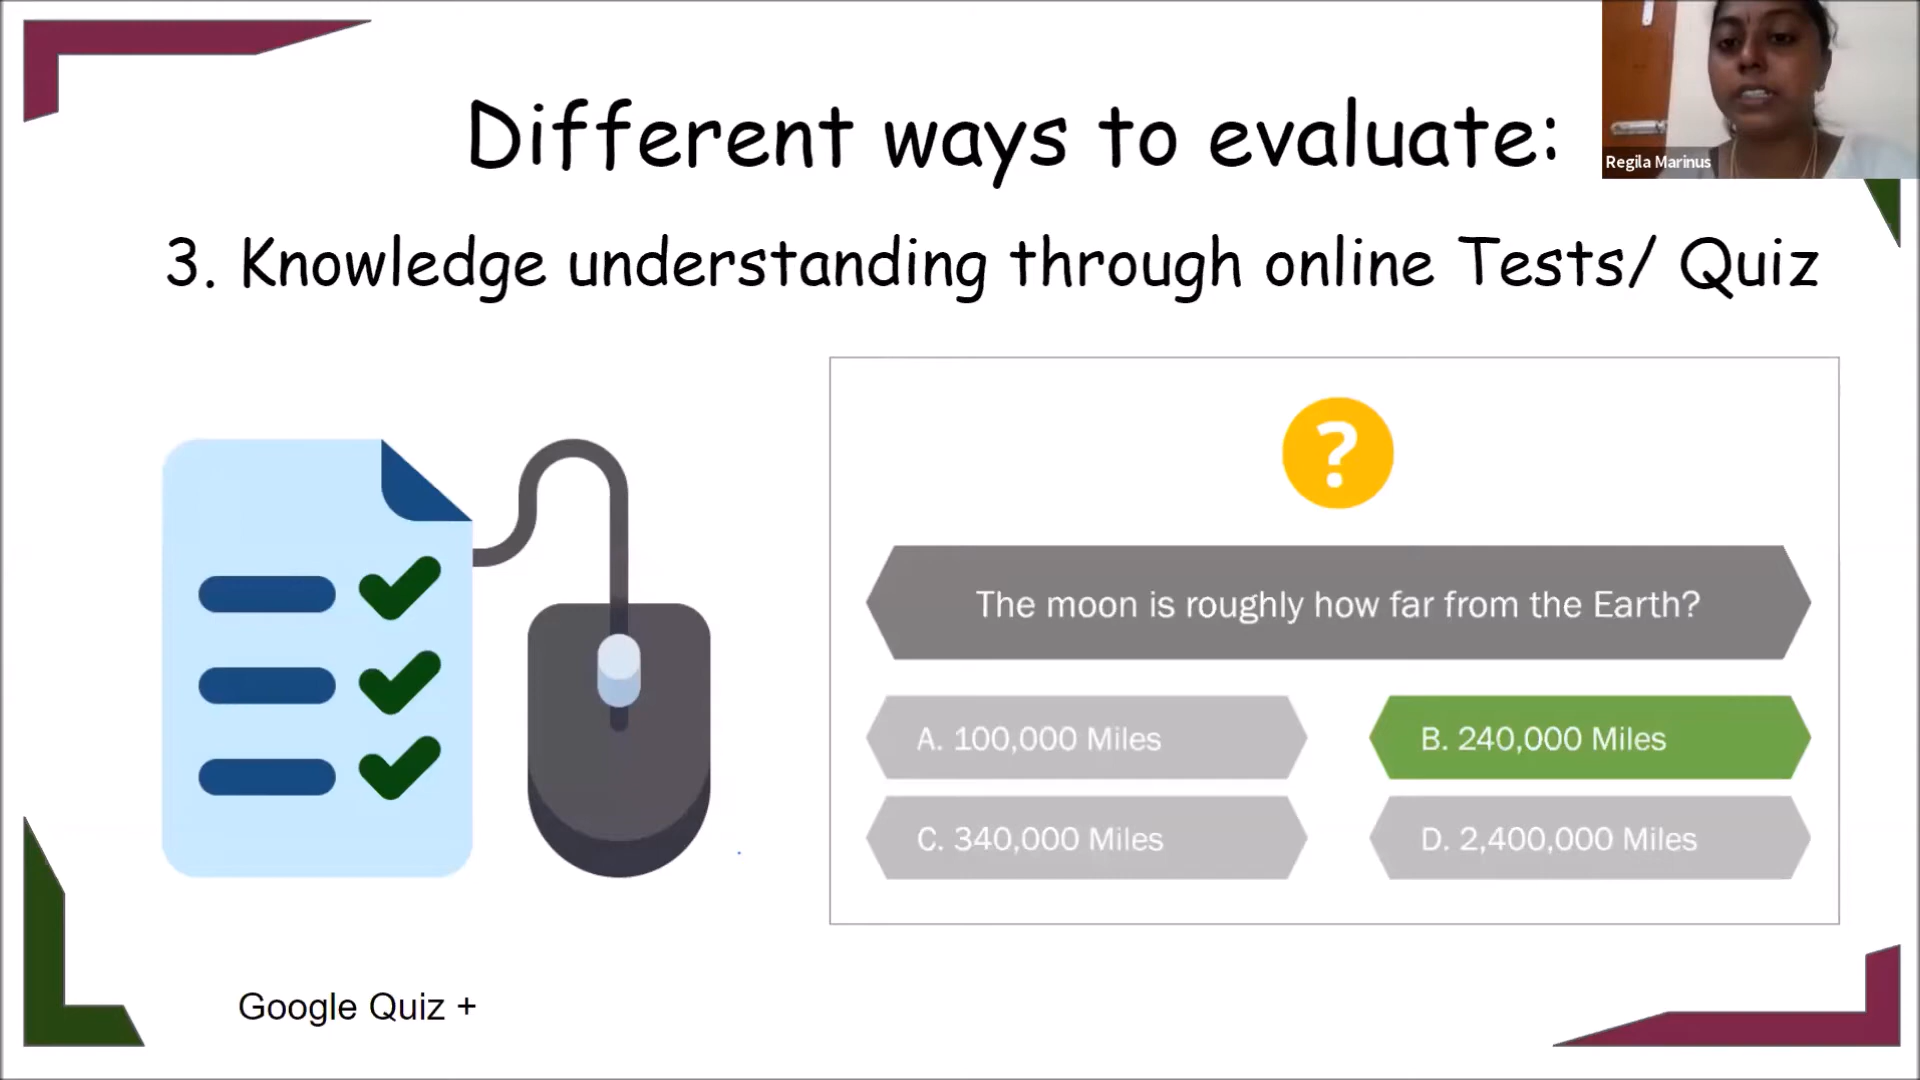 Different ways to evaluate:
Regila Marinus
3. Knowledge understanding through online Tests/ Quiz
?
The moon is roughly how far from the Earth?
A. 100,000 Miles
B. 240,000 Miles
C. 340,000 Miles
D. 2,400,000 Miles
Google Quiz +